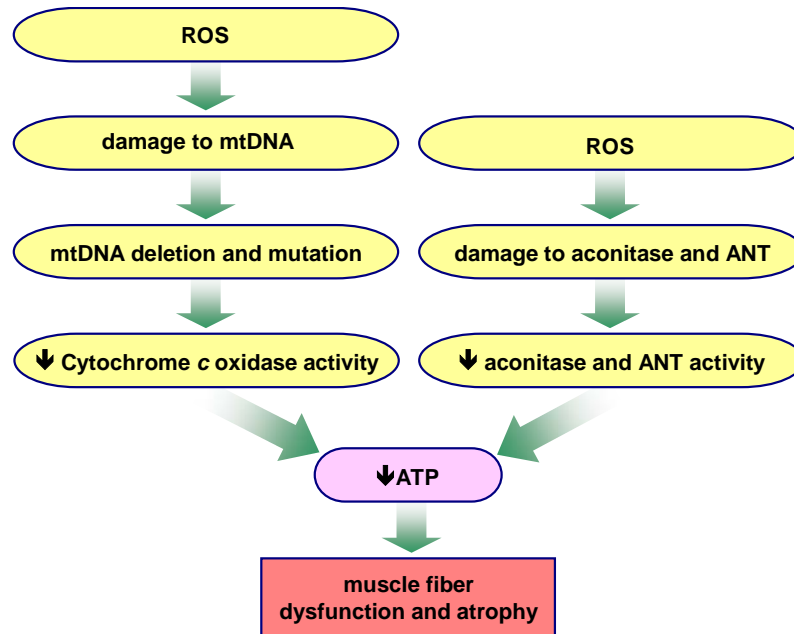 ROS
damage to mtDNA
mtDNA deletion and mutation
🡫 Cytochrome c oxidase activity
ROS
damage to aconitase and ANT
🡫 aconitase and ANT activity
🡫ATP
muscle fiber
dysfunction and atrophy